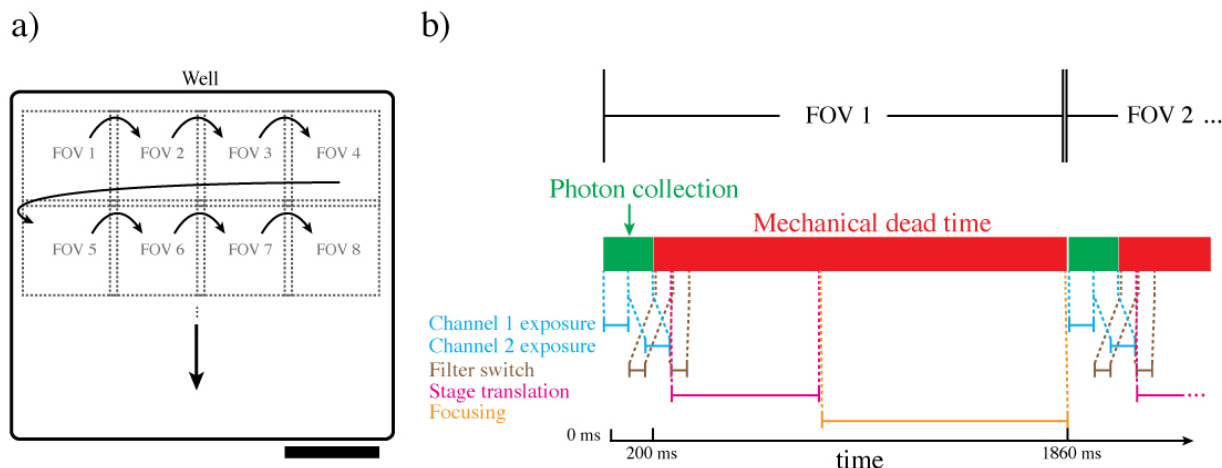 a)
Well
FOV 1
FOV 2
FOV 3
FOV 4
FOV 5
FOV 6
FOV 7
FOV 8
b)
FOV 1
FOV 2 ...
Photon collection
Mechanical dead time
Channel 1 exposure
Channel 2 exposure
Filter switch
Stage translation
Focusing
0 ms
200 ms
time
1860 ms